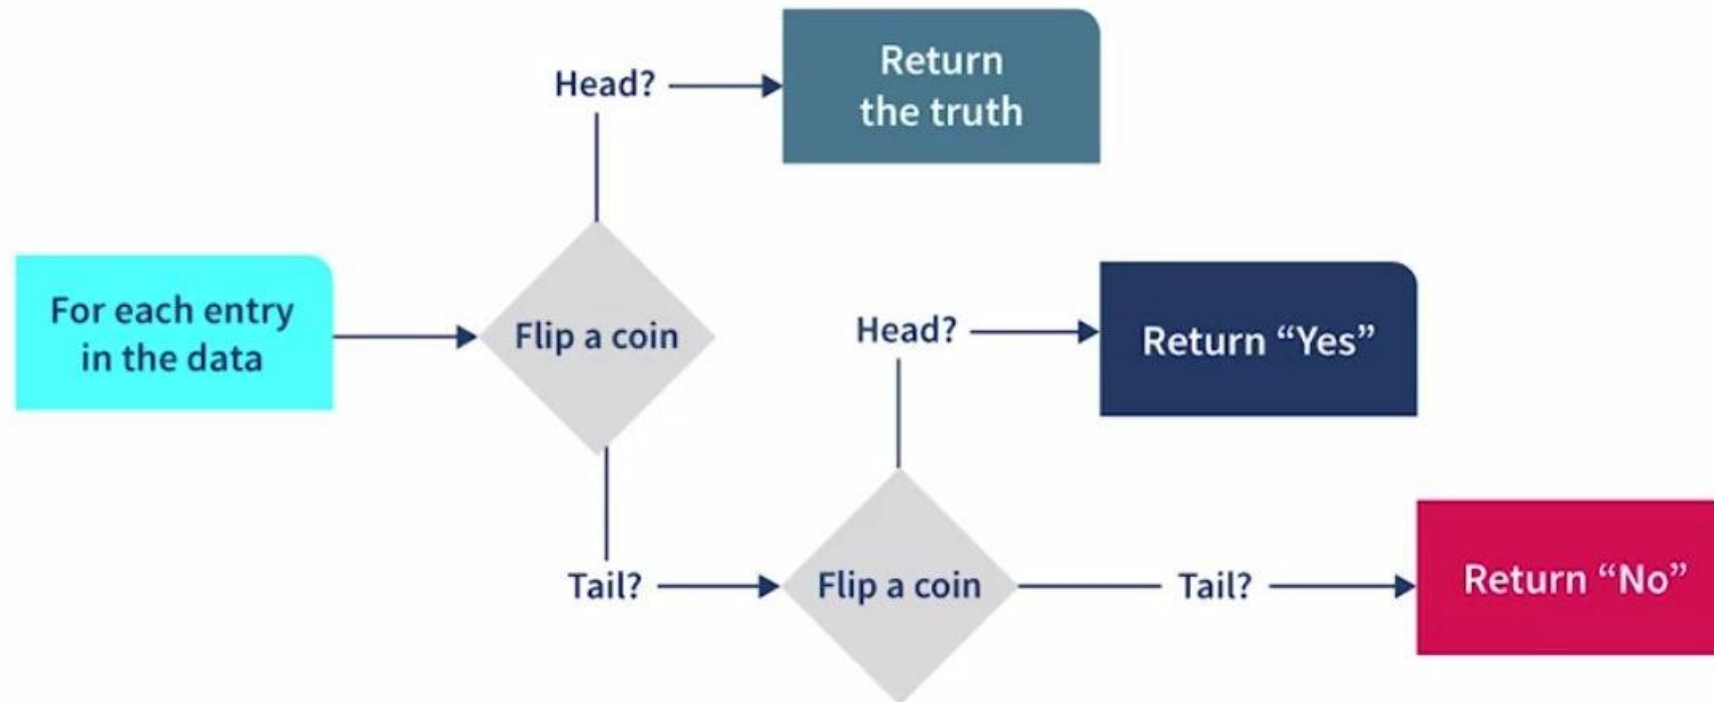 Head?
Return
the truth
For each entry
in the data
Flip a coin
Head?
Return “Yes”
Tail?
Flip a coin
Tail?
Return “No”